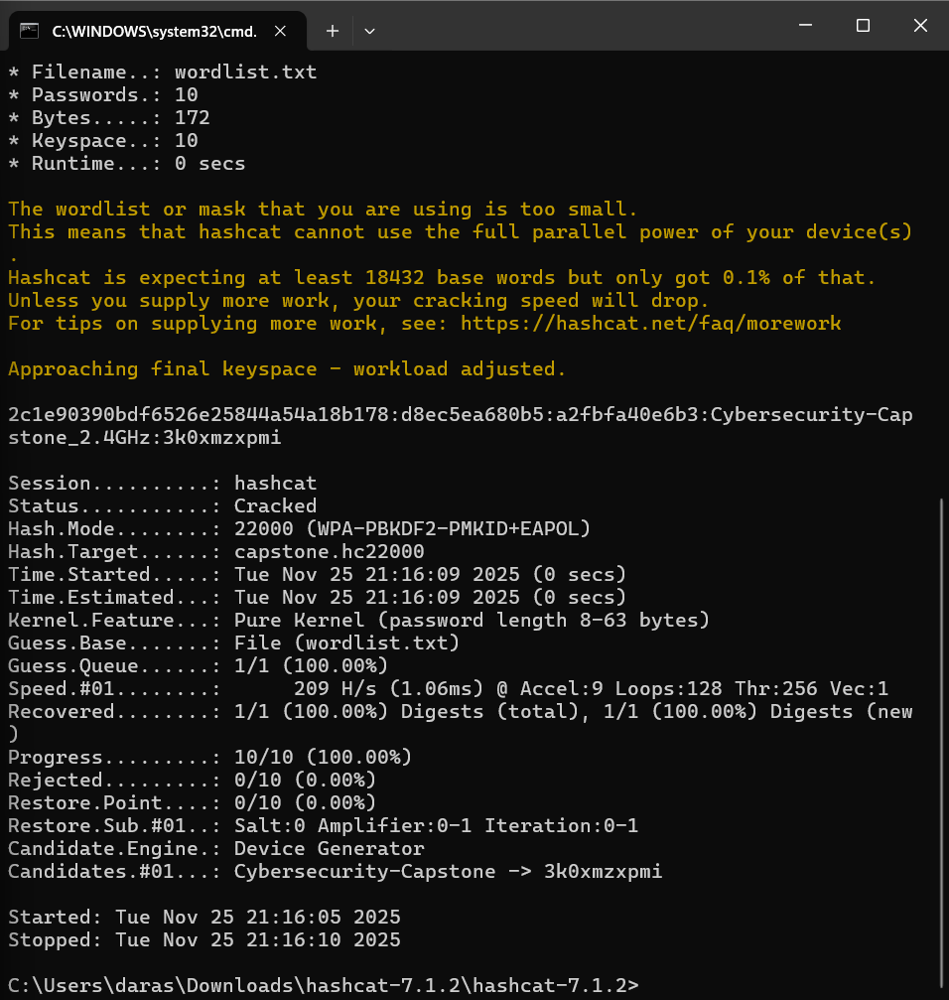 C:\WINDOWS\system32\cmd.
* Filename..: wordlist.txt
* Passwords.: 10
* Bytes.....: 172
* Keyspace..: 10
* Runtime...: 0 secs
The wordlist or mask that you are using is too small.
This means that hashcat cannot use the full parallel power of your device(s)
.
Hashcat is expecting at least 18432 base words but only got 0.1% of that.
Unless you supply more work, your cracking speed will drop.
For tips on supplying more work, see: https://hashcat.net/faq/morework
Approaching final keyspace - workload adjusted.
2c1e90390bdf6526e25844a54a18b178:d8ec5ea680b5:a2fbfa40e6b3:Cybersecurity-Cap
stone_2.4GHz:3k0xmzxpmi
Session..........: hashcat
Status...........: Cracked
Hash.Mode........: 22000 (WPA-PBKDF2-PMKID+EAPOL)
Hash.Target......: capstone.hc22000
Time.Started.....: Tue Nov 25 21:16:09 2025 (0 secs)
Time.Estimated...: Tue Nov 25 21:16:09 2025 (0 secs)
Kernel.Feature...: Pure Kernel (password length 8-63 bytes)
Guess.Base.......: File (wordlist.txt)
Guess.Queue......: 1/1 (100.00%)
Speed.#01........:      209 H/s (1.06ms) @ Accel:9 Loops:128 Thr:256 Vec:1
Recovered........: 1/1 (100.00%) Digests (total), 1/1 (100.00%) Digests (new
)
Progress.........: 10/10 (100.00%)
Rejected.........: 0/10 (0.00%)
Restore.Point....: 0/10 (0.00%)
Restore.Sub.#01..: Salt:0 Amplifier:0-1 Iteration:0-1
Candidate.Engine.: Device Generator
Candidates.#01...: Cybersecurity-Capstone -> 3k0xmzxpmi
Started: Tue Nov 25 21:16:05 2025
Stopped: Tue Nov 25 21:16:10 2025
C:\Users\daras\Downloads\hashcat-7.1.2\hashcat-7.1.2>